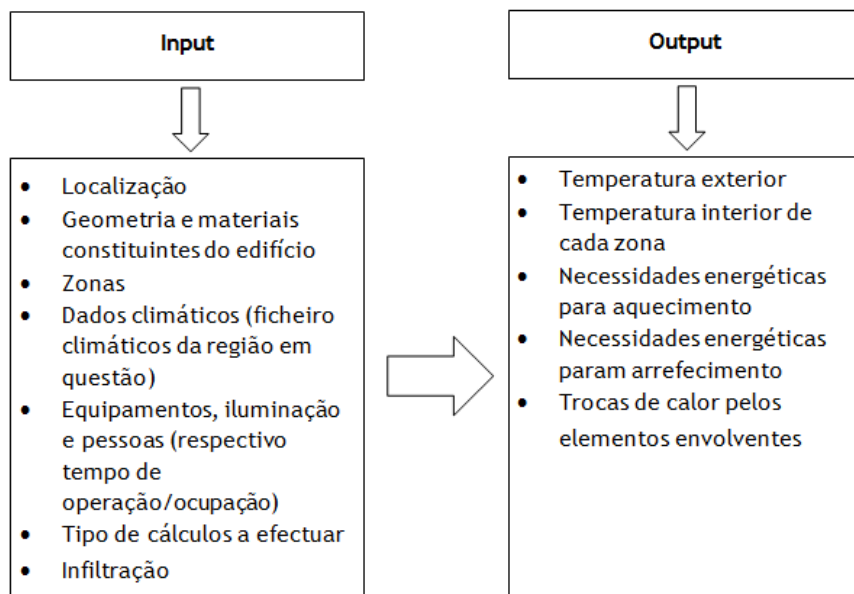 Input
• Localização
• Geometria e materiais
constituintes do edifício
• Zonas
• Dados climáticos (ficheiro
climáticos da região em
questão)
• Equipamentos, iluminação
e pessoas (respectivo
tempo de
operação/ocupação)
• Tipo de cálculos a efectuar
• Infiltração
Output
• Temperatura exterior
• Temperatura interior de
cada zona
• Necessidades energéticas
para aquecimento
• Necessidades energéticas
param arrefecimento
• Trocas de calor pelos
elementos envolventes